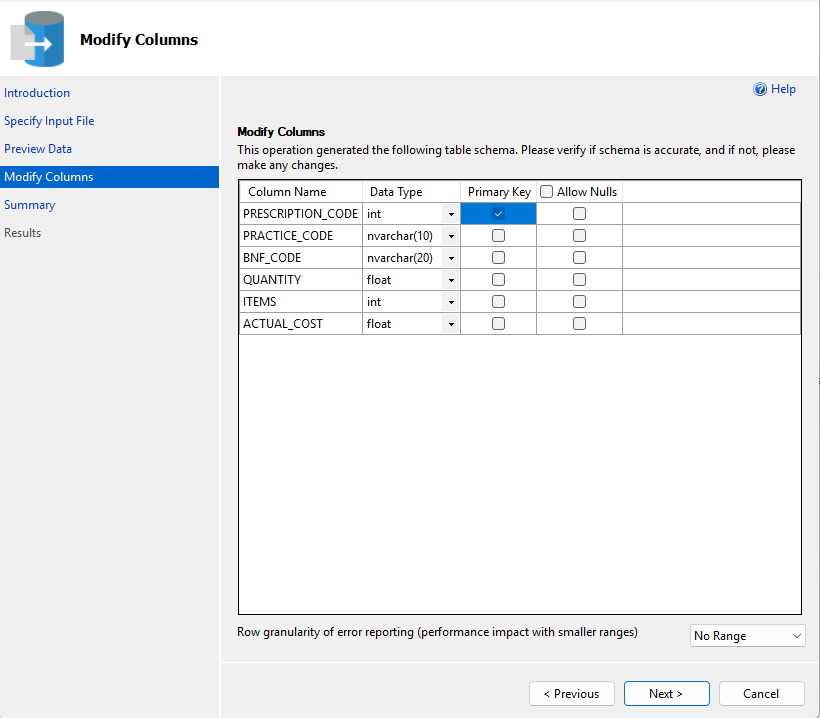 Modify Columns
Introduction
Specify Input File
Preview Data
Modify Columns
Summary
Results
Help
Modify Columns
This operation generated the following table schema. Please verify if schema is accurate, and if not, please
make any changes.
Column Name Data Type Primary Key Allow Nulls
PRESCRIPTION_CODE int
PRACTICE_CODE nvarchar(10)
BNF_CODE nvarchar(20)
QUANTITY float
ITEMS int
ACTUAL_COST float
Row granularity of error reporting (performance impact with smaller ranges) No Range
< Previous Next > Cancel